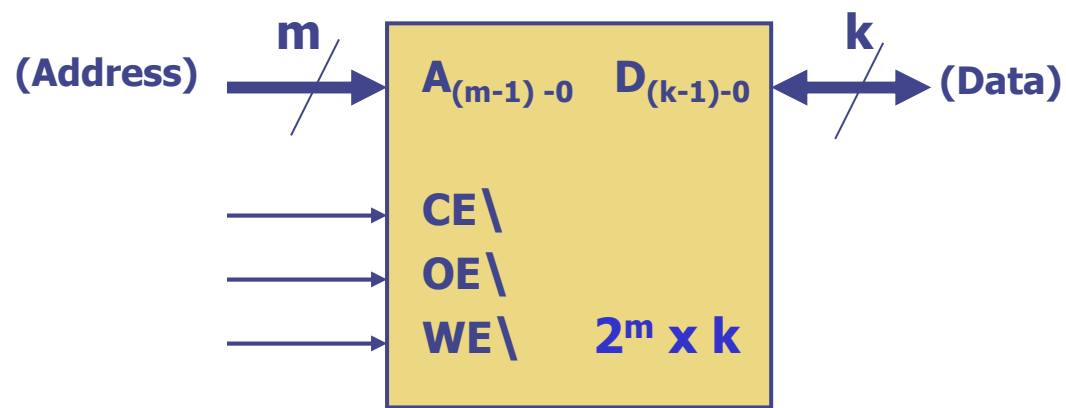 m
k
(Address)
A(m-1) -0
D(k-1)-0
(Data)
CE\
OE\
WE\
2ᵐ x k